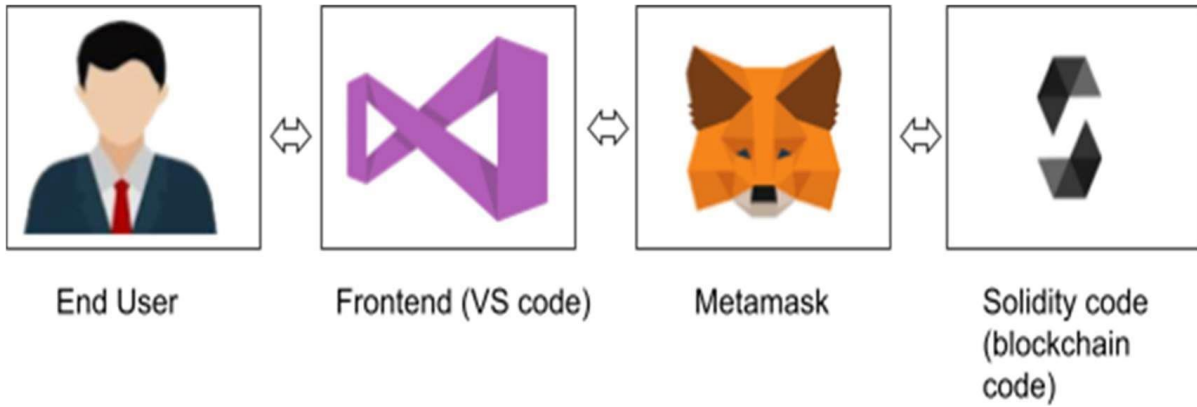 End User
Frontend (VS code)
Metamask
Solidity code
(blockchain
code)